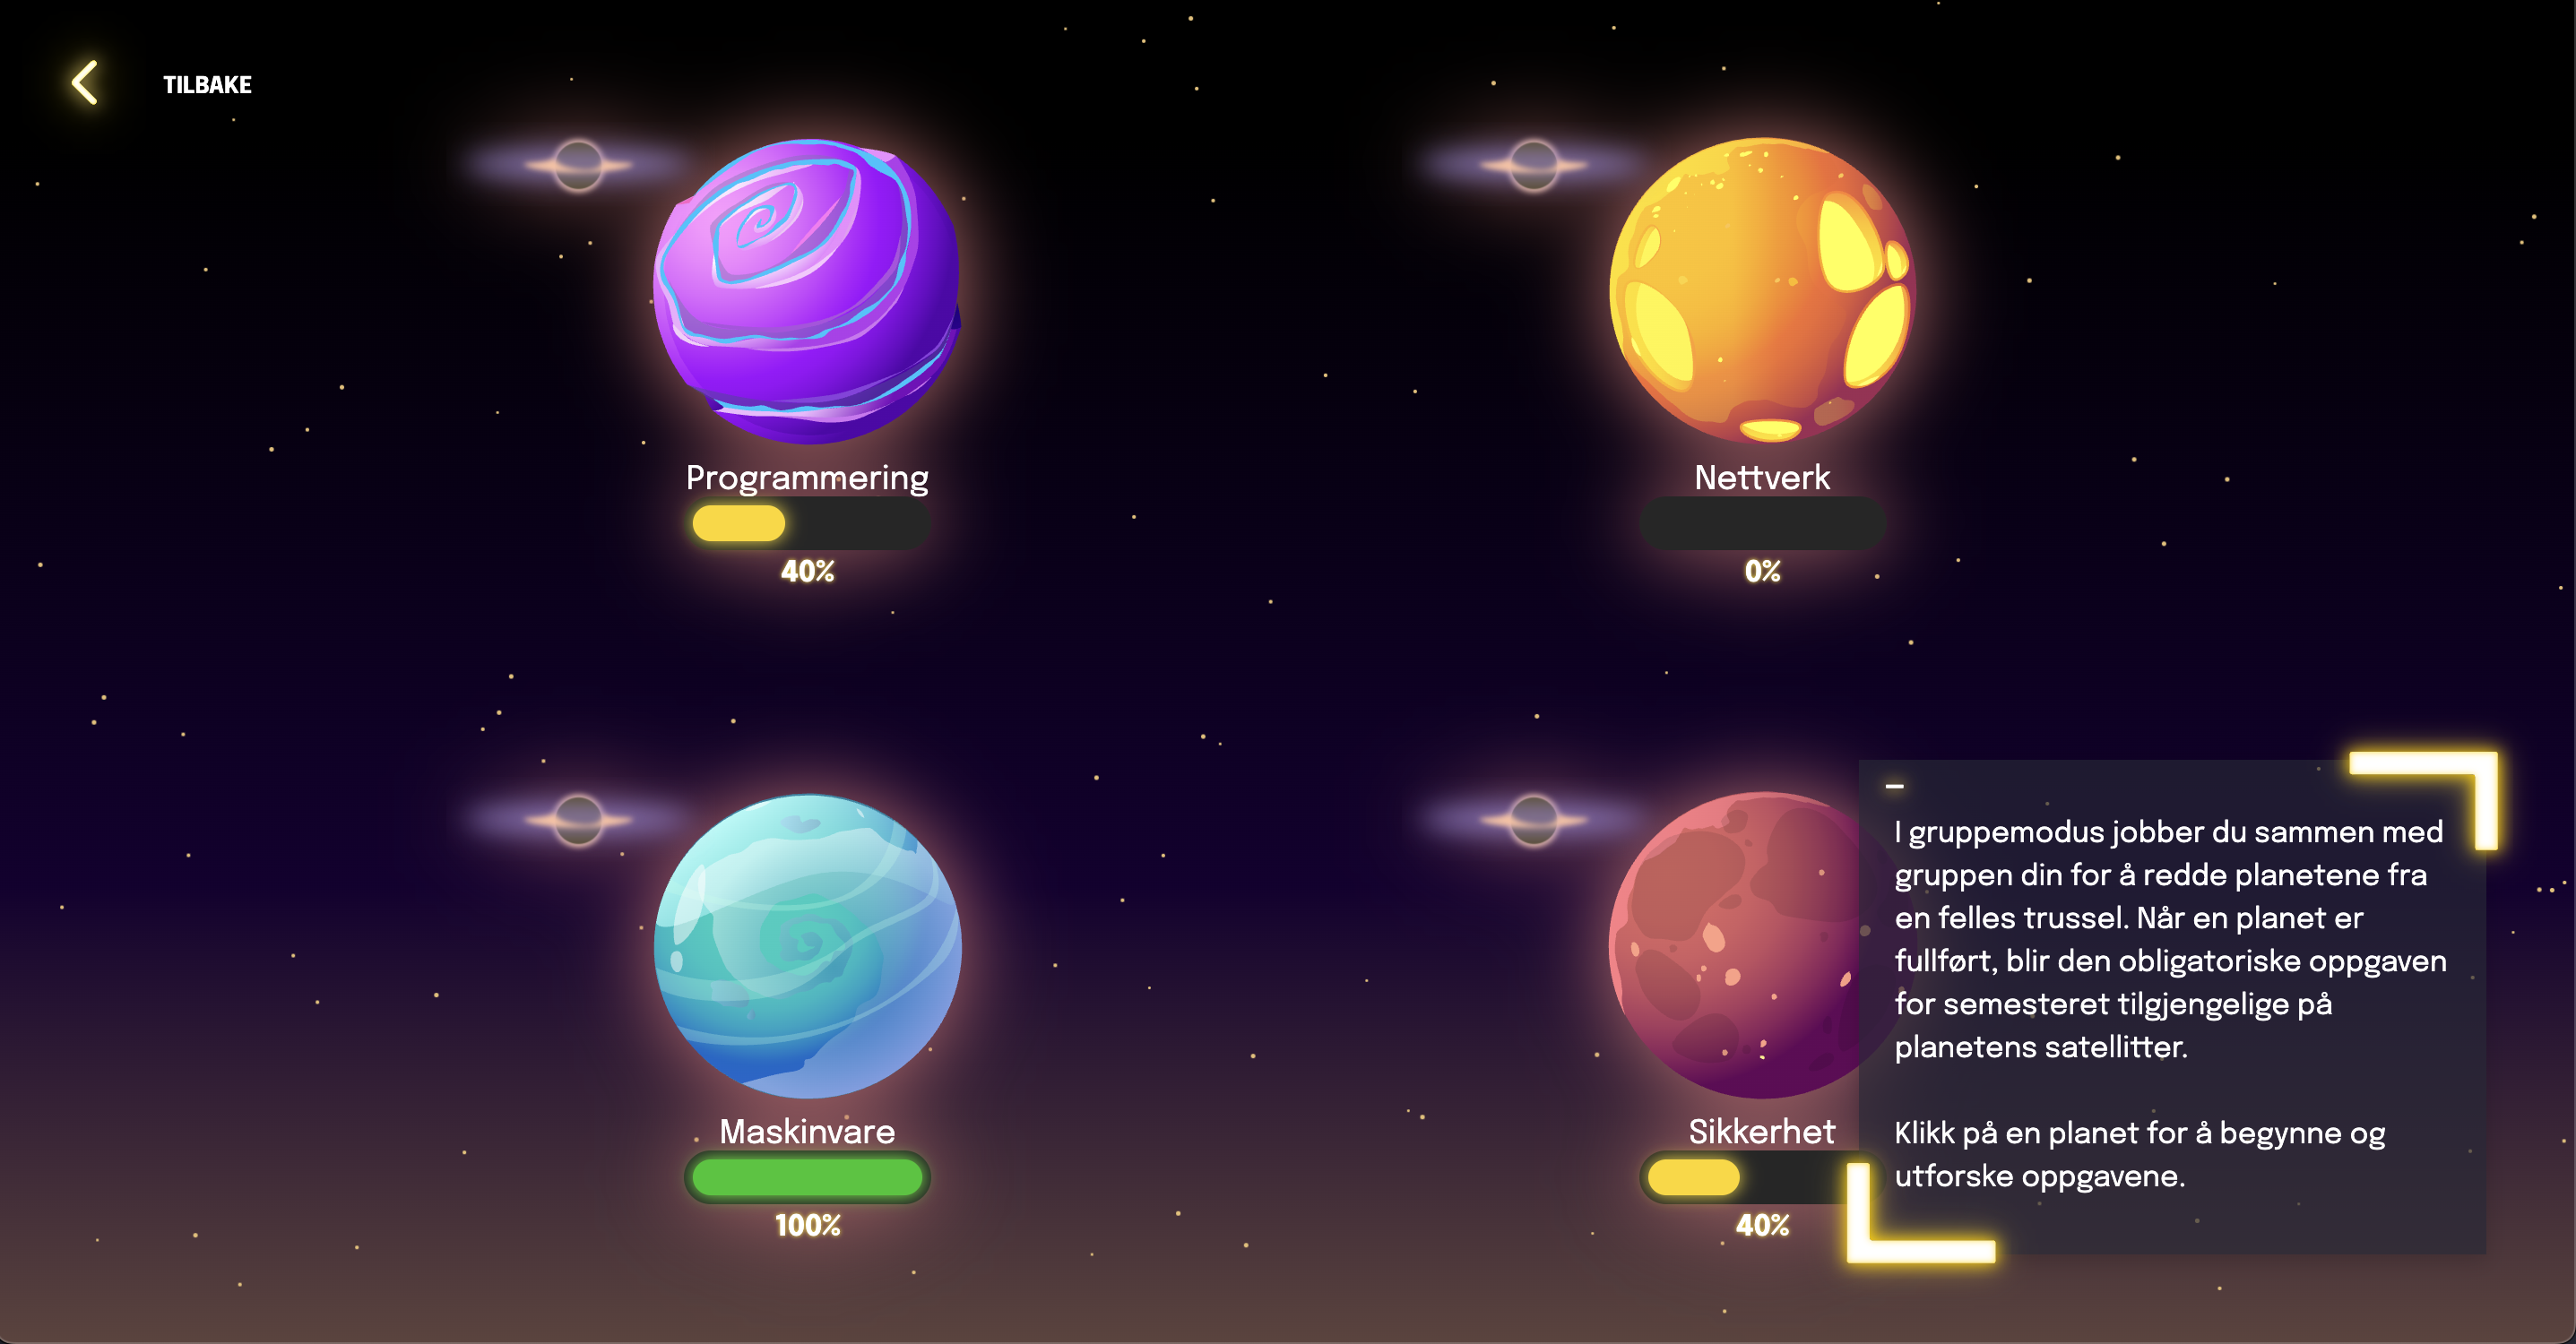 TILBAKE
Programmering
40%
Nettverk
0%
Maskinvare
100%
Sikkerhet
40%
I gruppemodus jobber du sammen med
gruppen din for å redde planetene fra
en felles trussel. Når en planet er
fullført, blir den obligatoriske oppgaven
for semesteret tilgjengelige på
planetens satellitter.
Klikk på en planet for å begynne og
utforske oppgavene.